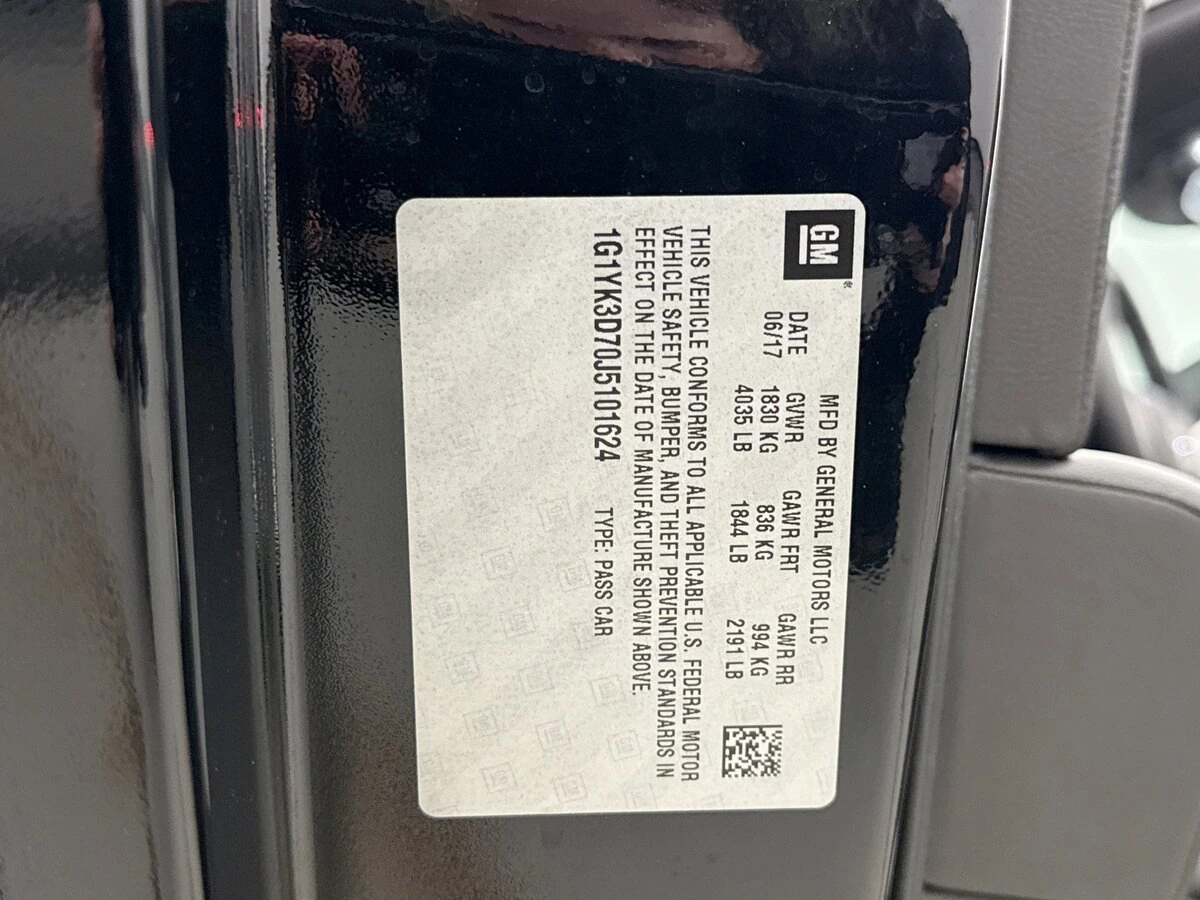 GM
®
MFD BY GENERAL MOTORS LLC
DATE GVWR GAWR FRT GAWR RR
06/17 1830 KG 836 KG 994 KG
4035 LB 1844 LB 2191 LB
THIS VEHICLE CONFORMS TO ALL APPLICABLE U.S. FEDERAL MOTOR
VEHICLE SAFETY, BUMPER, AND THEFT PREVENTION STANDARDS IN
EFFECT ON THE DATE OF MANUFACTURE SHOWN ABOVE.
1G1YK3D70J5101624 TYPE: PASS CAR